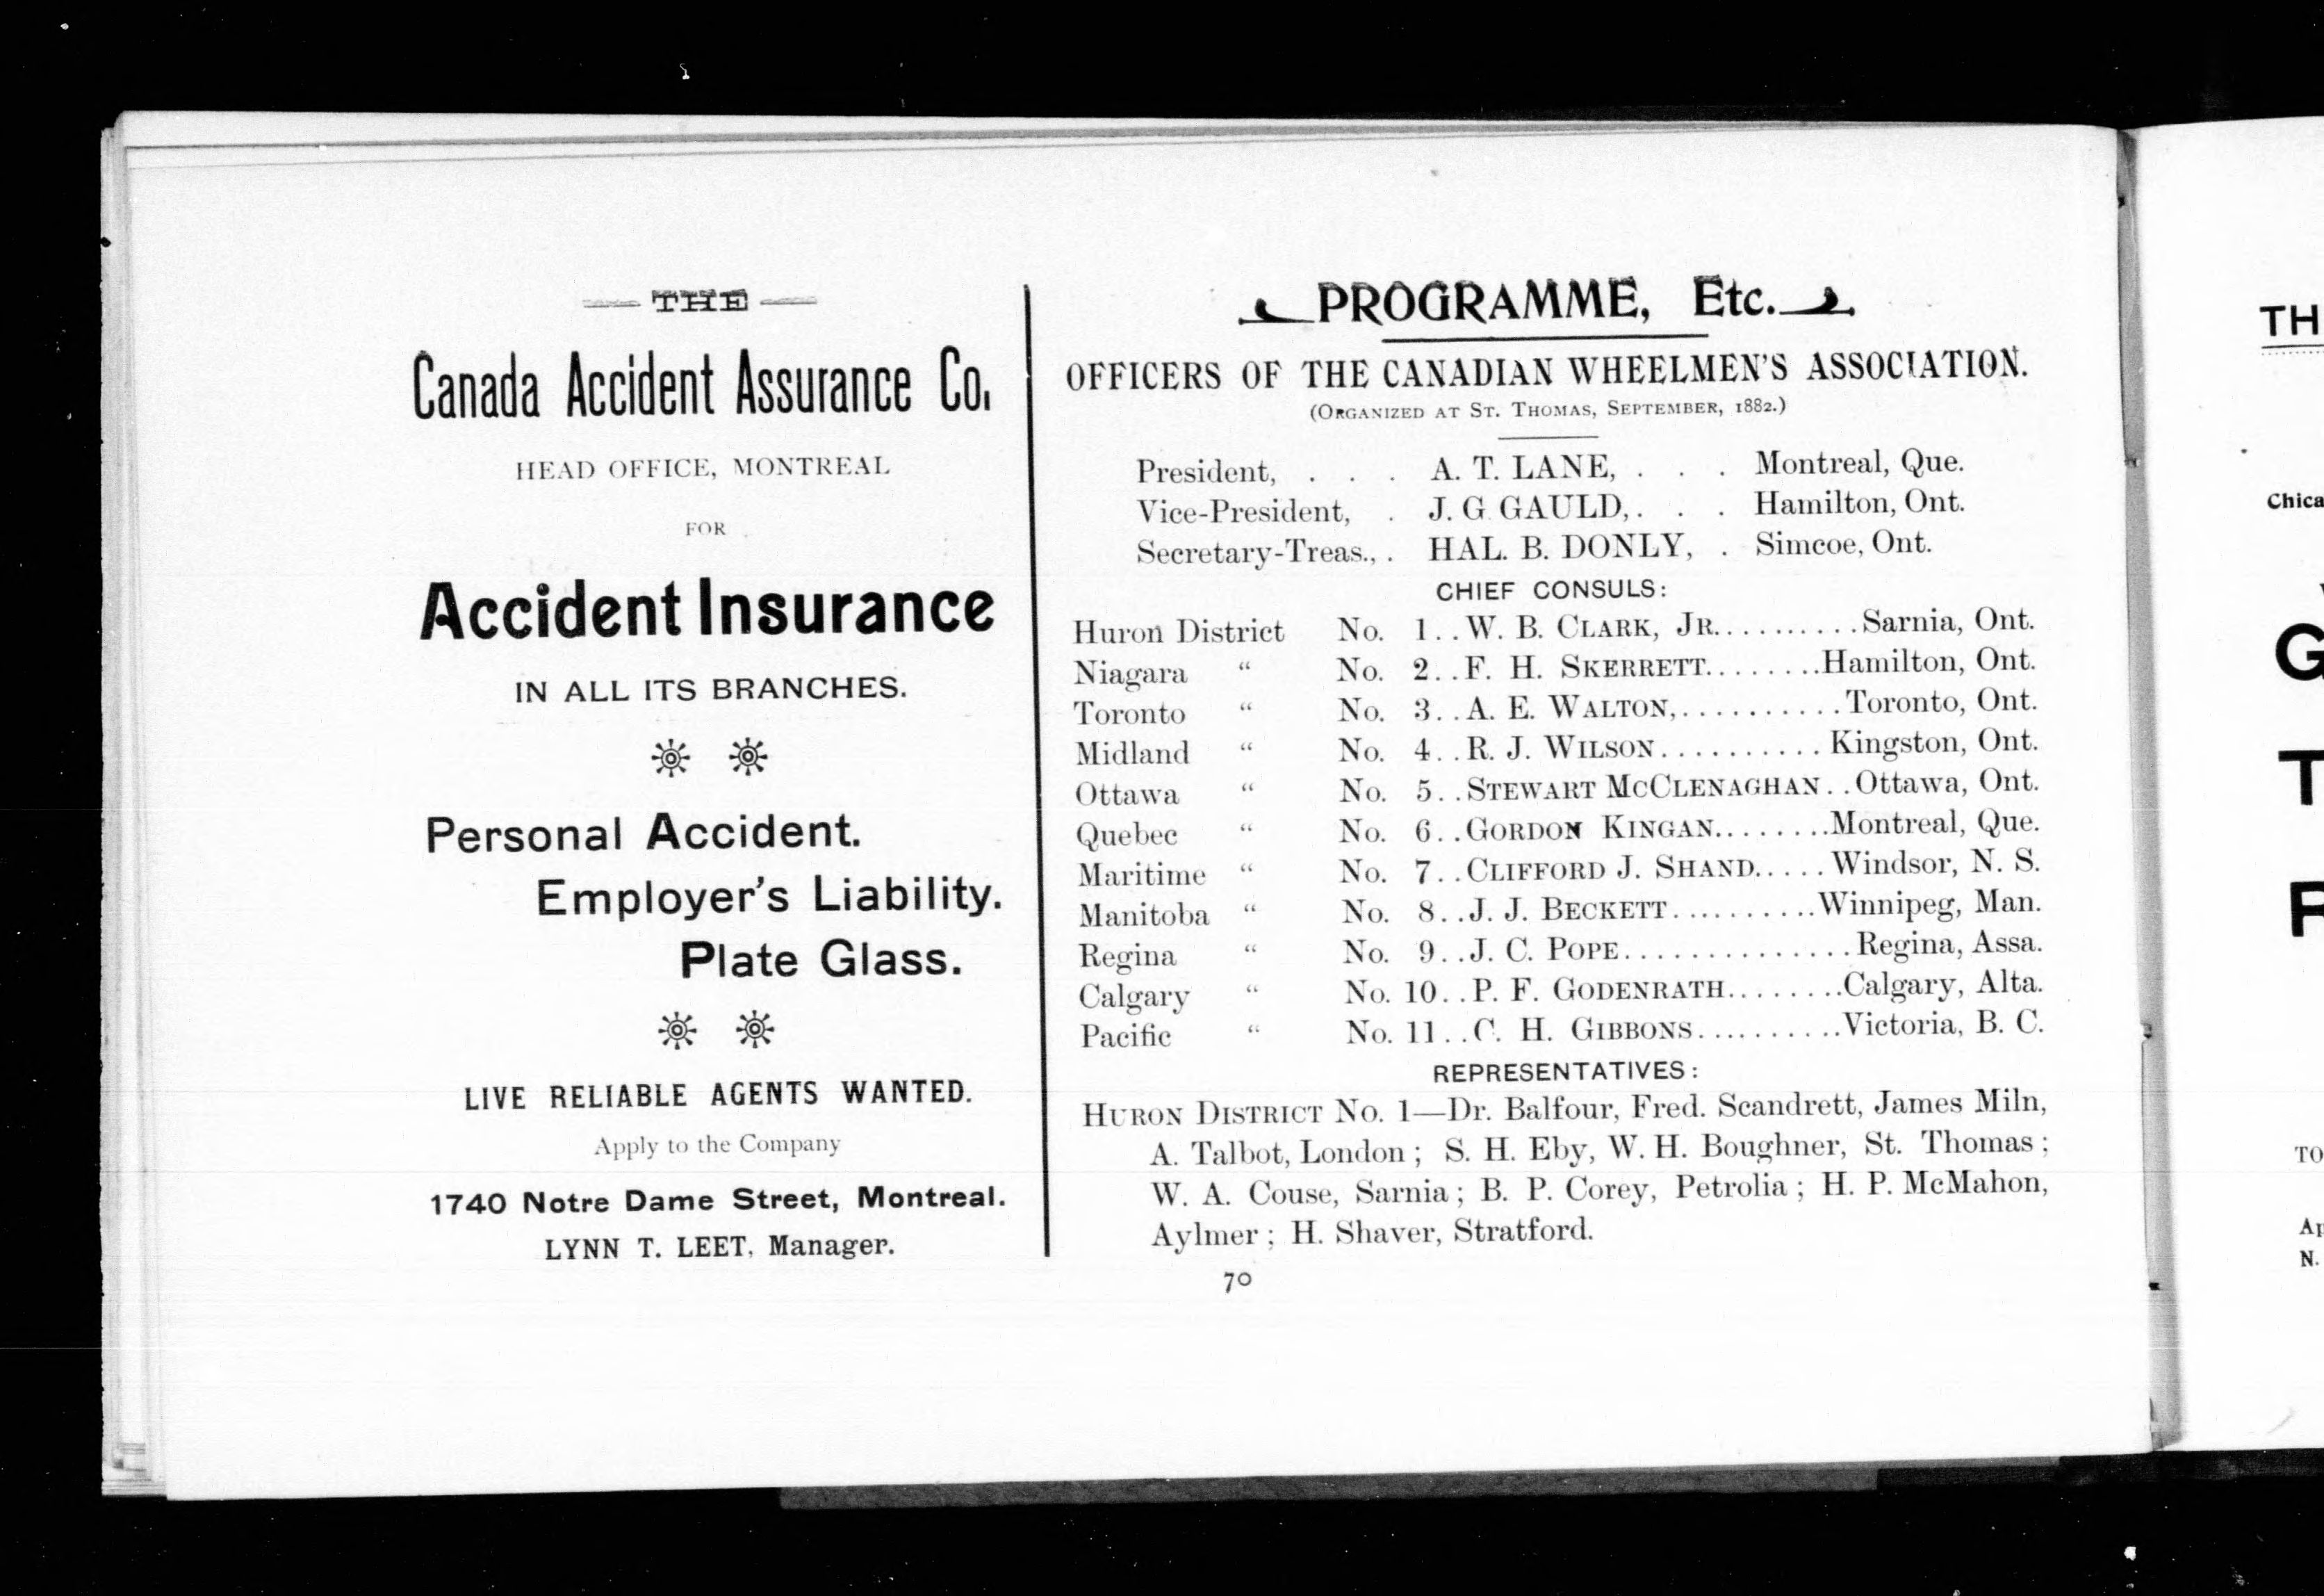 THE
Canada Accident Assurance Co.
HEAD OFFICE, MONTREAL
FOR
Accident Insurance
IN ALL ITS BRANCHES.
Personal Accident.
Employer's Liability.
Plate Glass.
LIVE RELIABLE AGENTS WANTED.
Apply to the Company
1740 Notre Dame Street, Montreal.
LYNN T. LEET, Manager.
PROGRAMME, Etc.
OFFICERS OF THE CANADIAN WHEELMEN'S ASSOCIATION.
(ORGANIZED AT ST. THOMAS, SEPTEMBER, 1882.)
President, . . . A. T. LANE, . . . Montreal, Que.
Vice-President, . J. G. GAULD, . . . Hamilton, Ont.
Secretary-Treas., . HAL. B. DONLY, . Simcoe, Ont.
CHIEF CONSULS:
Huron District No. 1..W. B. CLARK, JR..........Sarnia, Ont.
Niagara “ No. 2..F. H. SKERRETT........Hamilton, Ont.
Toronto “ No. 3..A. E. WALTON,..........Toronto, Ont.
Midland “ No. 4..R. J. WILSON..........Kingston, Ont.
Ottawa “ No. 5..STEWART MCCLENAGHAN..Ottawa, Ont.
Quebec “ No. 6..GORDON KINGAN........Montreal, Que.
Maritime “ No. 7..CLIFFORD J. SHAND.....Windsor, N. S.
Manitoba “ No. 8..J. J. BECKETT..........Winnipeg, Man.
Regina “ No. 9..J. C. POPE..............Regina, Assa.
Calgary “ No. 10..P. F. GODENRATH........Calgary, Alta.
Pacific “ No. 11..C. H. GIBBONS..........Victoria, B. C.
REPRESENTATIVES:
HURON DISTRICT NO. 1—Dr. Balfour, Fred. Scandrett, James Miln,
A. Talbot, London; S. H. Eby, W. H. Boughner, St. Thomas;
W. A. Couse, Sarnia; B. P. Corey, Petrolia; H. P. McMahon,
Aylmer; H. Shaver, Stratford.
70
TH
Chica
G
T
TO
N.